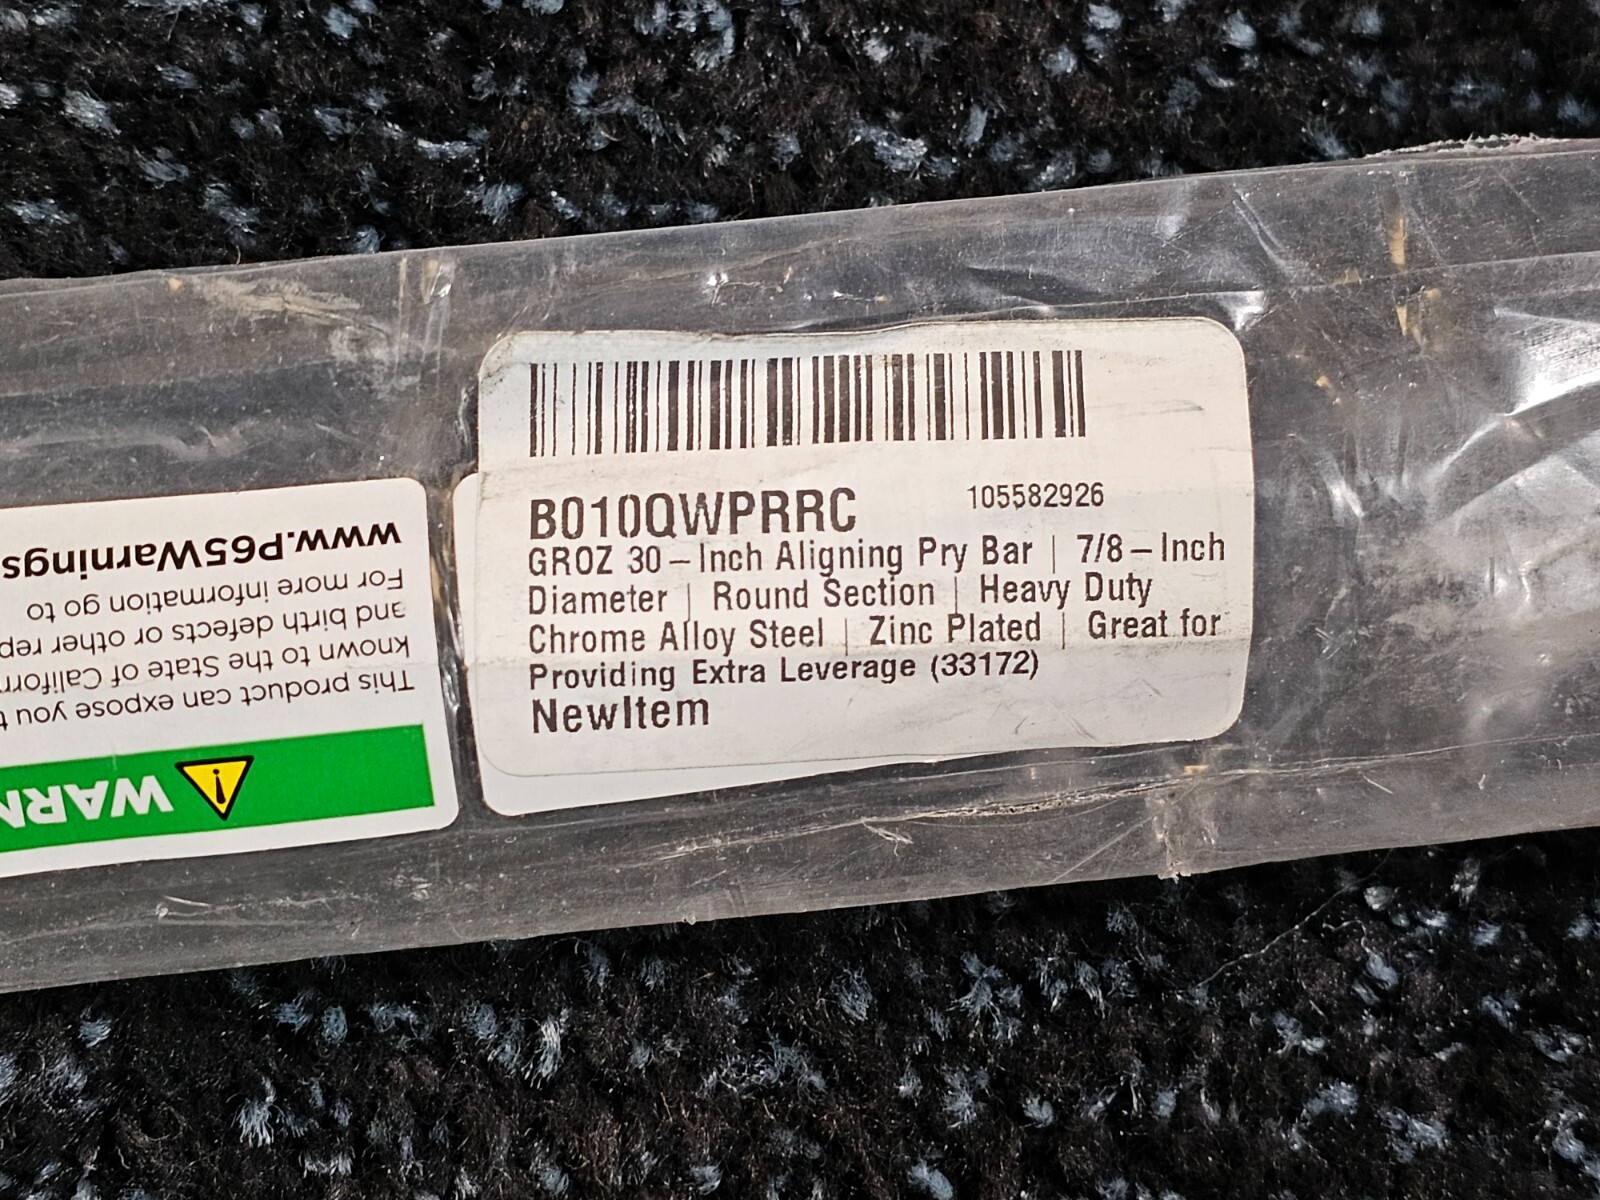 B010QWPRRC 105582926
GROZ 30-Inch Aligning Pry Bar | 7/8-Inch
Diameter | Round Section | Heavy Duty
Chrome Alloy Steel | Zinc Plated | Great for
Providing Extra Leverage (33172)
NewItem
WARN
This product can expose you
known to the State of Californ
and birth defects or other rep
For more information go to
www.P65Warnings